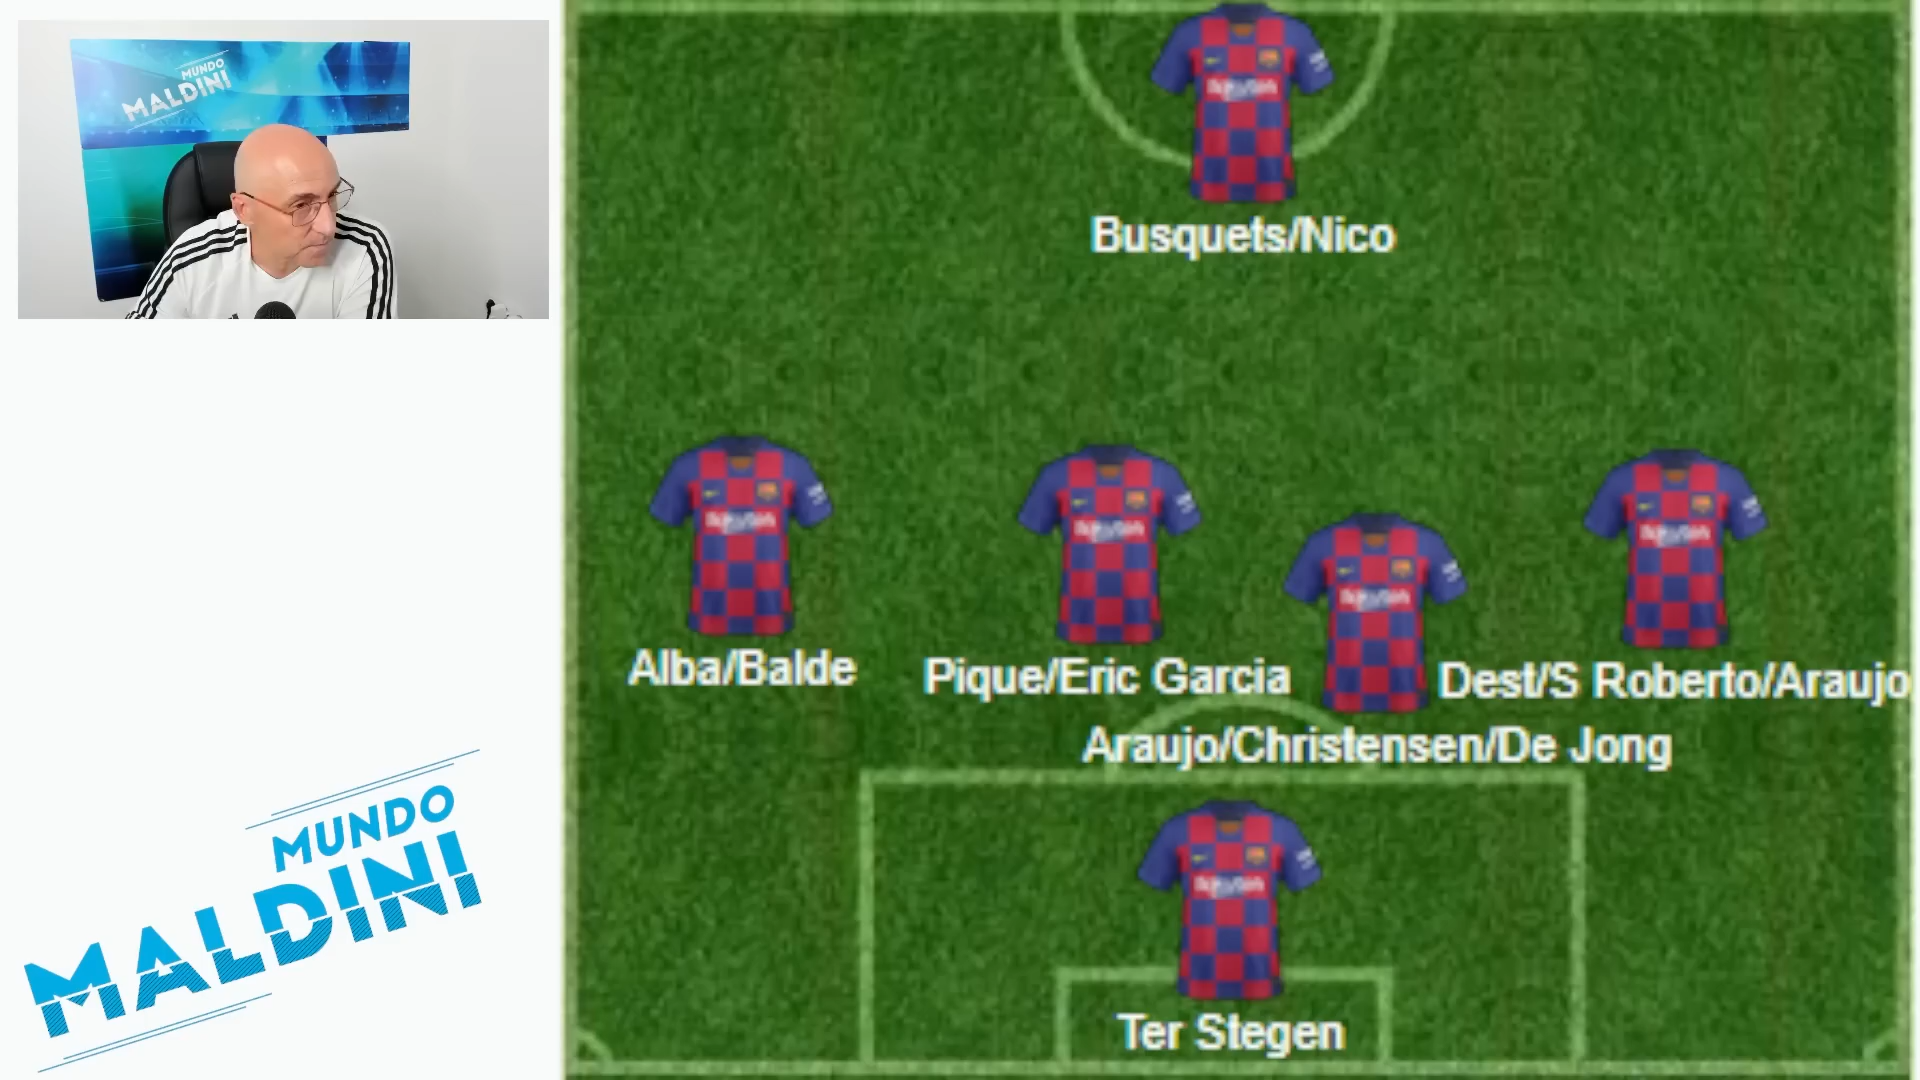 MUNDO
MALDINI
Busquets/Nico
Alba/Balde
Pique/Eric Garcia
Dest/S Roberto/Araujo
Araujo/Christensen/De Jong
Ter Stegen
MUNDO
MALDINI